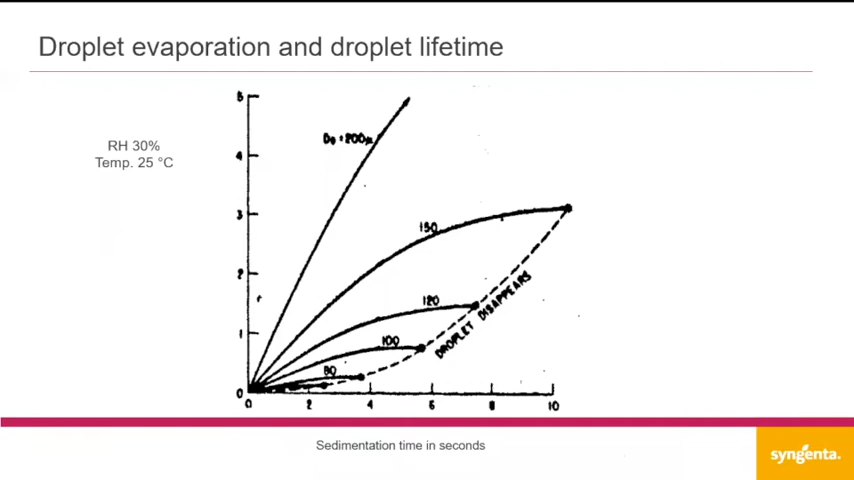 Droplet evaporation and droplet lifetime
RH 30%
Temp. 25 °C
5
4
3
2
1
0
D₀ = 200μ
150
120
100
80
DROPLET DISAPPEARS
0 2 4 6 8 10
Sedimentation time in seconds
syngenta.